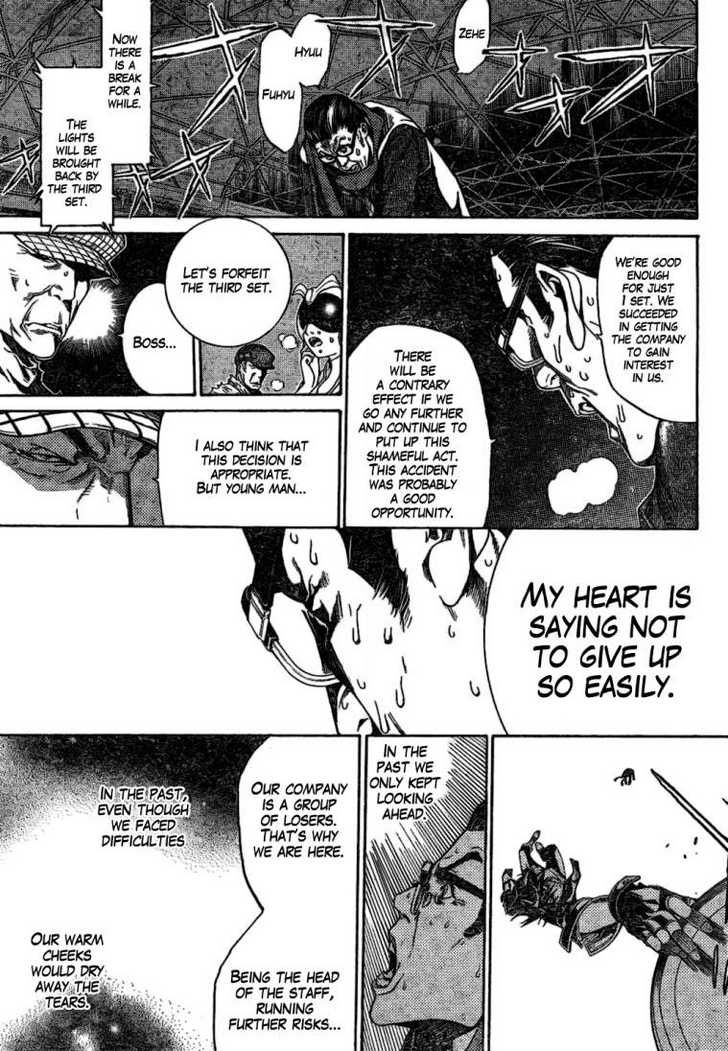 ZEHE
HYUU
FUHYU
NOW
THERE
IS A
BREAK
FOR A
WHILE.
THE
LIGHTS
WILL BE
BROUGHT
BACK BY
THE THIRD
SET.
WE'RE GOOD
ENOUGH
FOR JUST
1 SET. WE
SUCCEEDED
IN GETTING
THE COMPANY
TO GAIN
INTEREST
IN US.
THERE
WILL BE
A CONTRARY
EFFECT IF WE
GO ANY FURTHER
AND CONTINUE TO
PUT UP THIS
SHAMEFUL ACT.
THIS ACCIDENT
WAS PROBABLY
A GOOD
OPPORTUNITY.
LET'S FORFEIT
THE THIRD SET.
BOSS...
I ALSO THINK THAT
THIS DECISION IS
APPROPRIATE.
BUT YOUNG MAN...
MY HEART IS
SAYING NOT
TO GIVE UP
SO EASILY.
IN THE
PAST WE
ONLY KEPT
LOOKING
AHEAD.
OUR COMPANY
IS A GROUP
OF LOSERS.
THAT'S WHY
WE ARE HERE.
BEING THE HEAD
OF THE STAFF,
RUNNING
FURTHER RISKS...
IN THE PAST,
EVEN THOUGH
WE FACED
DIFFICULTIES
OUR WARM
CHEEKS
WOULD DRY
AWAY THE
TEARS.